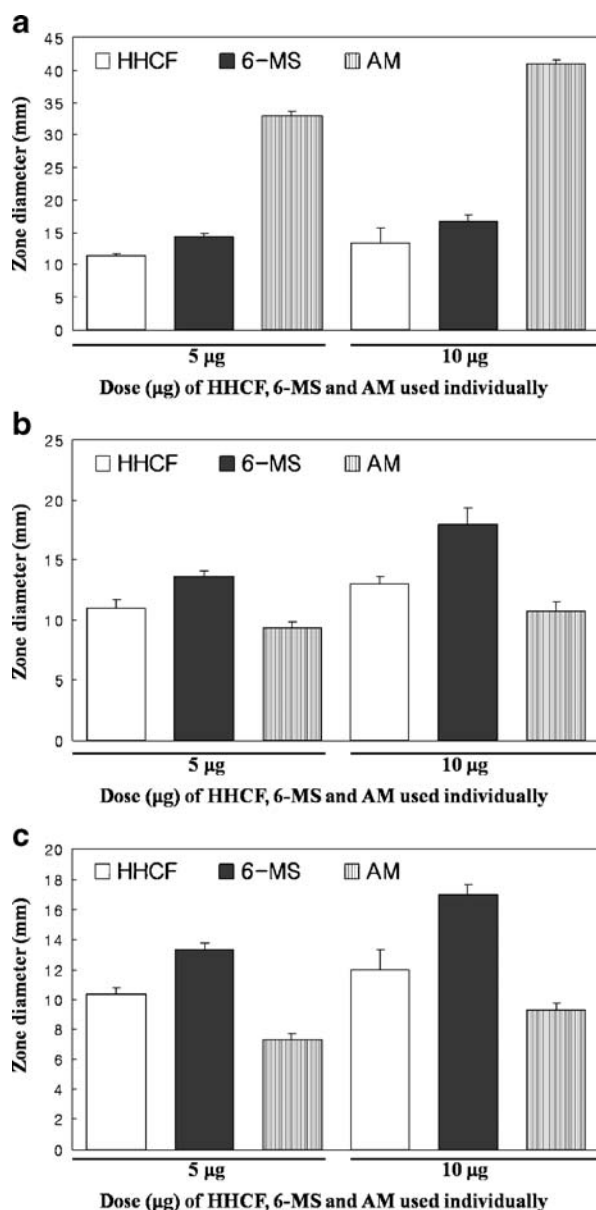 a
45
40
35
30
25
20
15
10
5
0
Zone diameter (mm)
HHCF 6-MS AM
5 µg 10 µg
Dose (µg) of HHCF, 6-MS and AM used individually
b
25
20
15
10
5
0
Zone diameter (mm)
HHCF 6-MS AM
5 µg 10 µg
Dose (µg) of HHCF, 6-MS and AM used individually
c
20
18
16
14
12
10
8
6
4
2
0
Zone diameter (mm)
HHCF 6-MS AM
5 µg 10 µg
Dose (µg) of HHCF, 6-MS and AM used individually